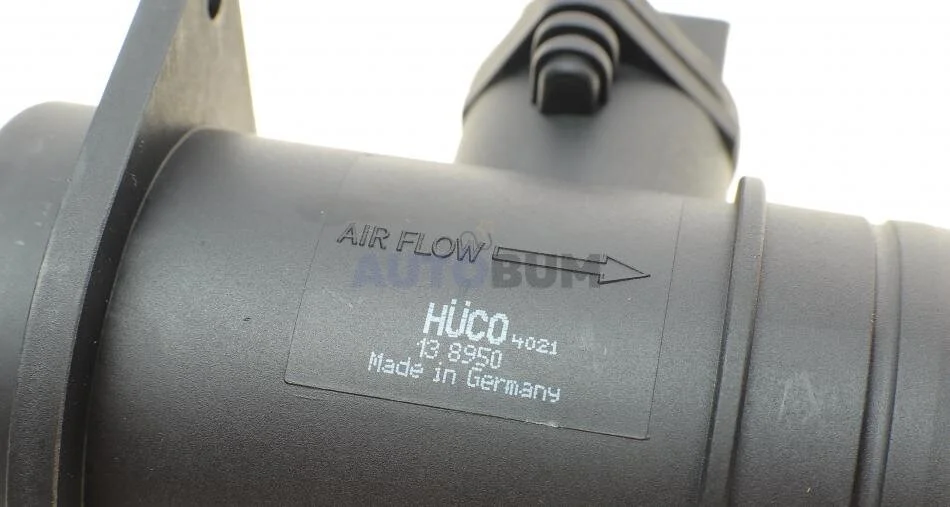 AIR FLOW
AUTOBUM
HÜCO 4021
13 8950
Made in Germany